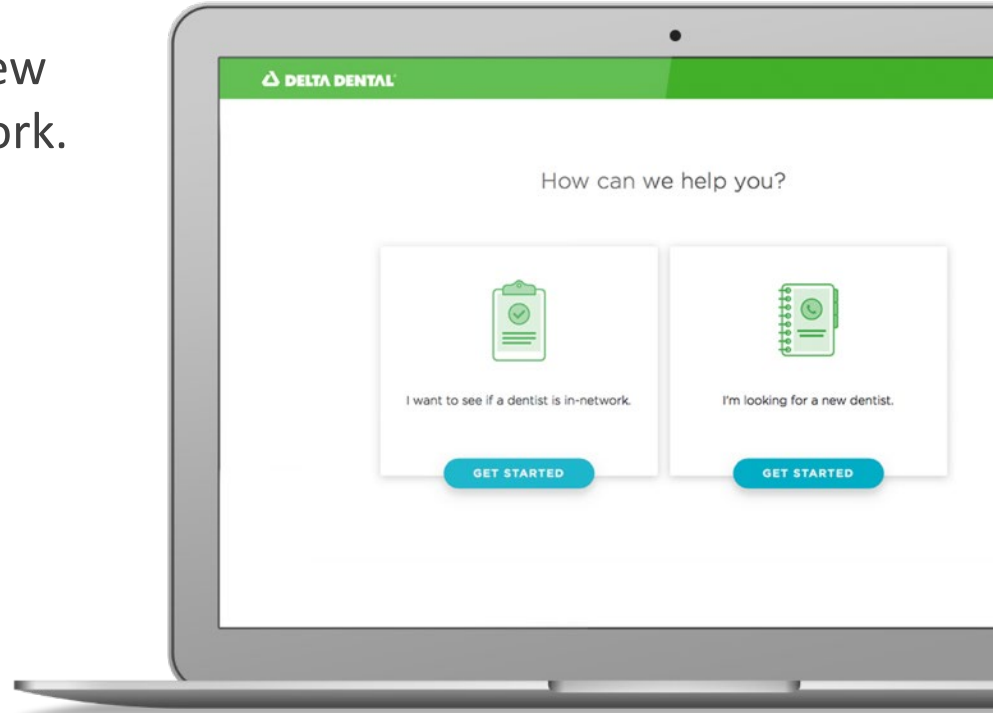 ew
ork.
DELTA DENTAL
How can we help you?
I want to see if a dentist is in-network.
I'm looking for a new dentist.
GET STARTED
GET STARTED